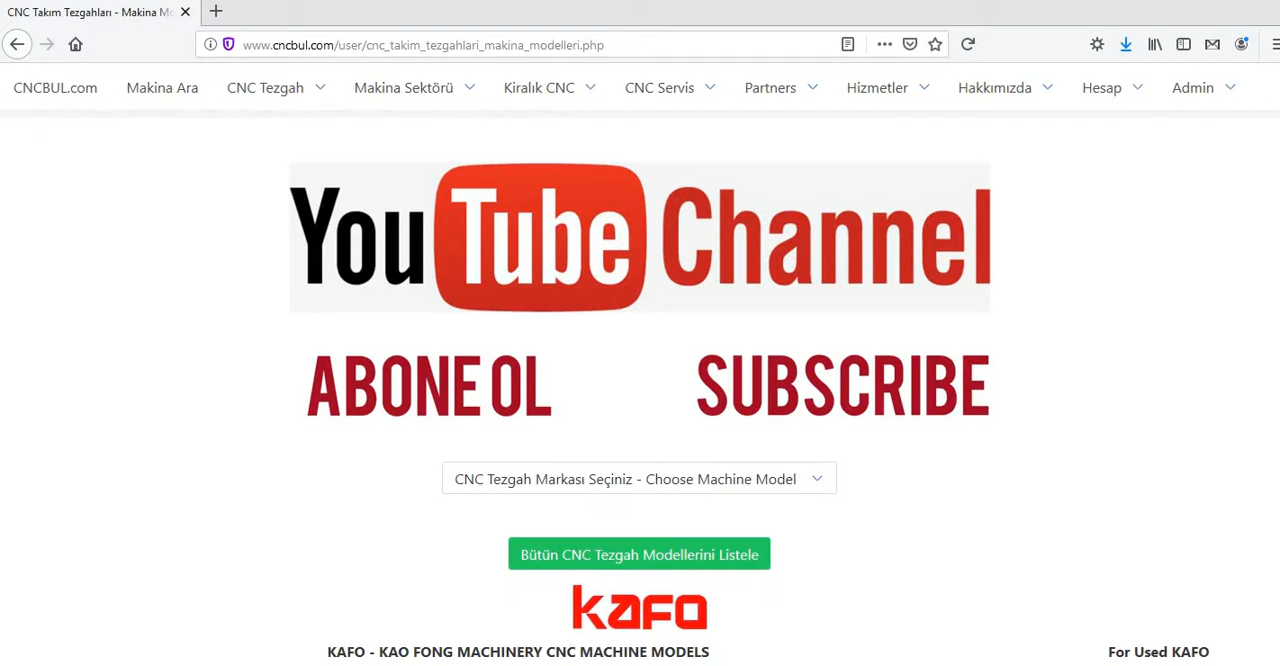 CNC Takım Tezgahları - Makina Mo
www.cncbul.com/user/cnc_takim_tezgahlari_makina_modelleri.php
CNCBUL.com Makina Ara CNC Tezgah Makina Sektörü Kiralık CNC CNC Servis Partners Hizmetler Hakkımızda Hesap Admin
YouTube Channel
ABONE OL SUBSCRIBE
CNC Tezgah Markası Seçiniz - Choose Machine Model
Bütün CNC Tezgah Modellerini Listele
kafo
KAFO - KAO FONG MACHINERY CNC MACHINE MODELS For Used KAFO